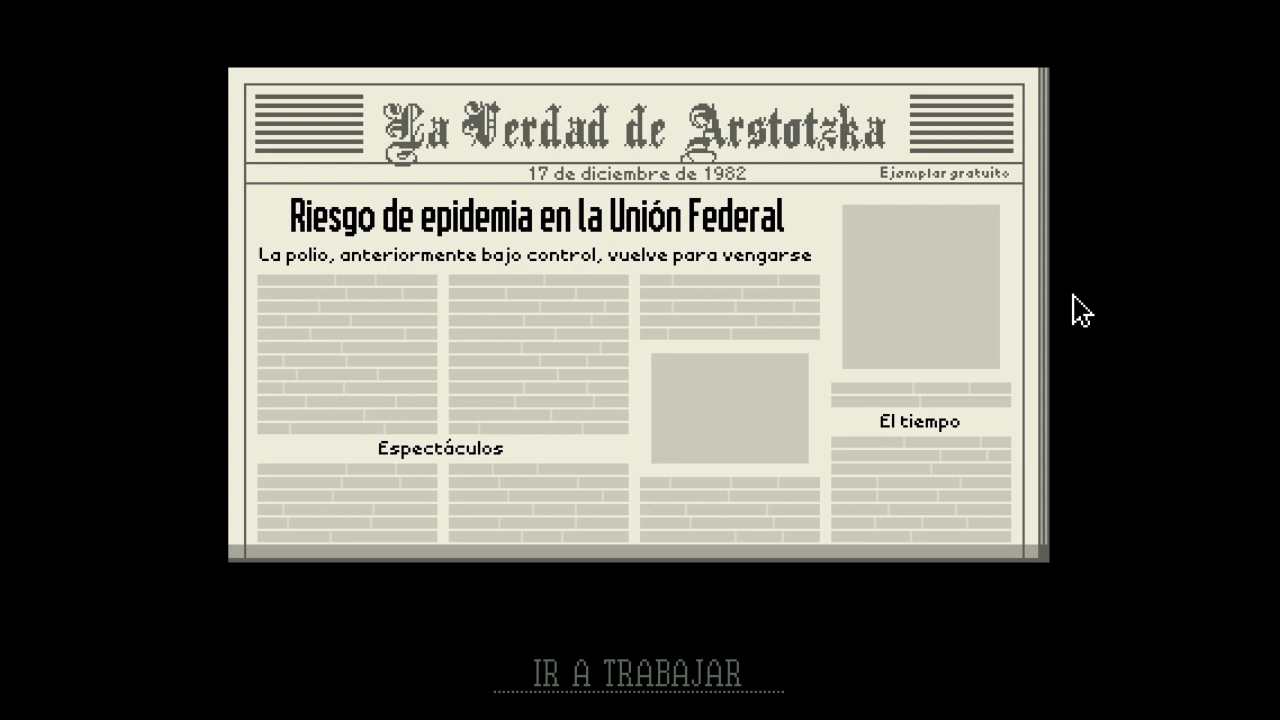 La Verdad de Arstotzka
17 de diciembre de 1982
Ejemplar gratuito
Riesgo de epidemia en la Unión Federal
La polio, anteriormente bajo control, vuelve para vengarse
El tiempo
Espectáculos
IR A TRABAJAR